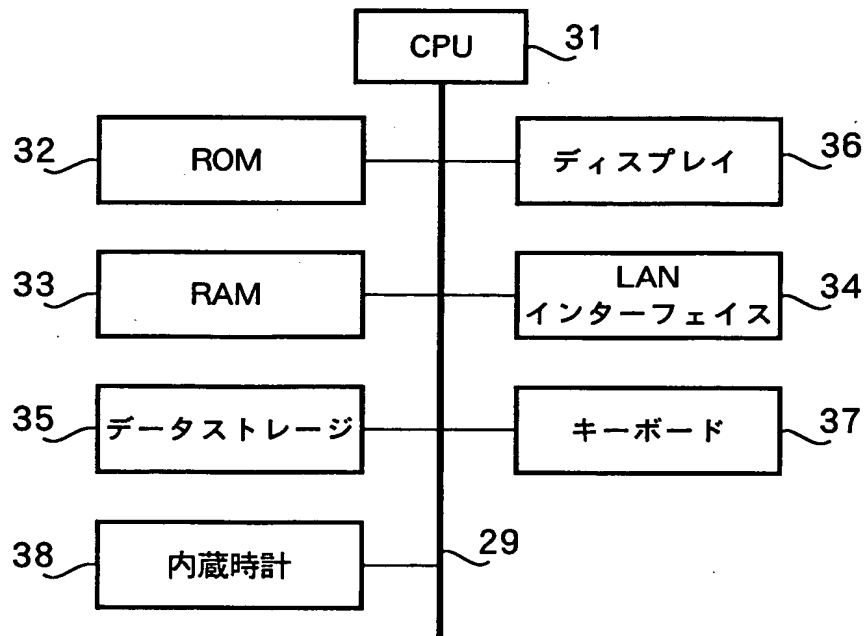 CPU
31
32
ROM
ディスプレイ
36
33
RAM
LAN
インターフェイス
34
35
データストレージ
キーボード
37
38
内蔵時計
29